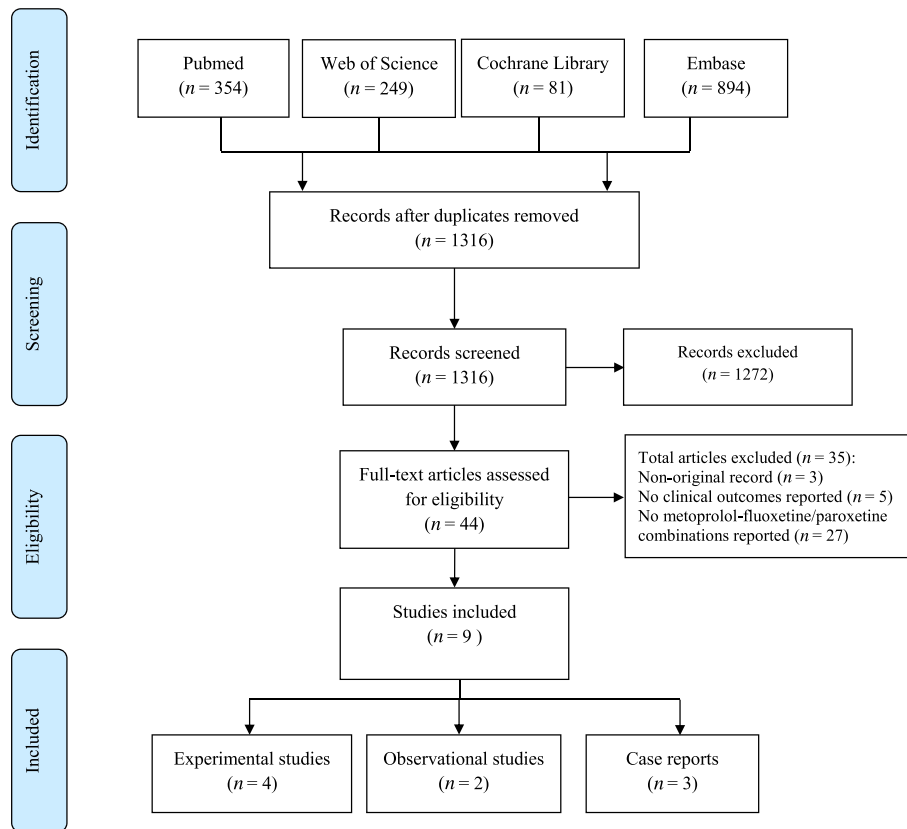 Identification
Pubmed
(n = 354)
Web of Science
(n = 249)
Cochrane Library
(n = 81)
Embase
(n = 894)
Records after duplicates removed
(n = 1316)
Screening
Records screened
(n = 1316)
Records excluded
(n = 1272)
Eligibility
Full-text articles assessed
for eligibility
(n = 44)
Total articles excluded (n = 35):
Non-original record (n = 3)
No clinical outcomes reported (n = 5)
No metoprolol-fluoxetine/paroxetine
combinations reported (n = 27)
Studies included
(n = 9 )
Included
Experimental studies
(n = 4)
Observational studies
(n = 2)
Case reports
(n = 3)